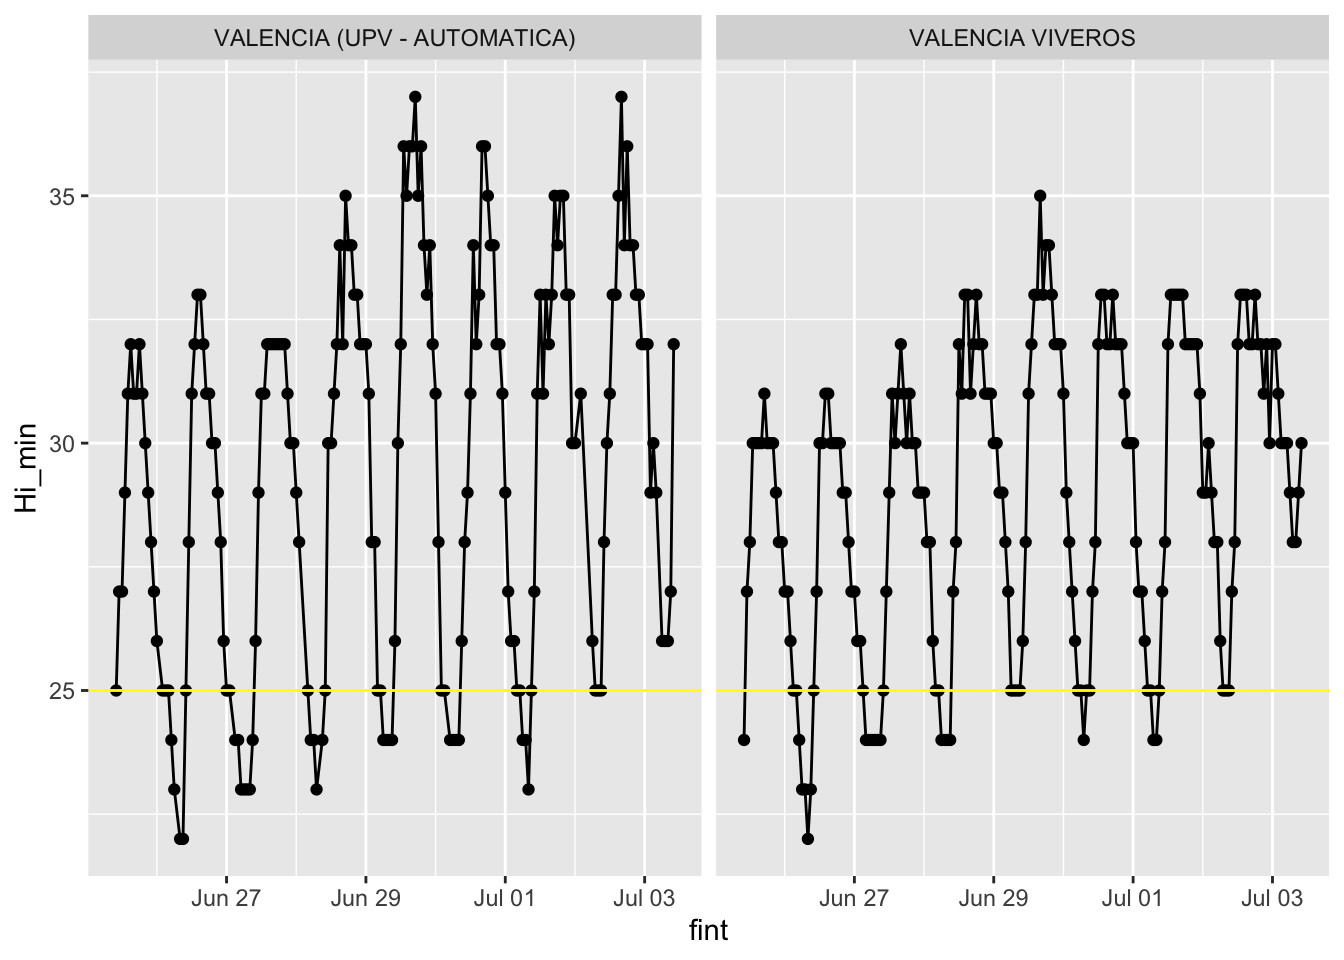 VALENCIA (UPV - AUTOMATICA)
VALENCIA VIVEROS
Hi_min
35
30
25
Jun 27
Jun 29
Jul 01
Jul 03
Jun 27
Jun 29
Jul 01
Jul 03
fint